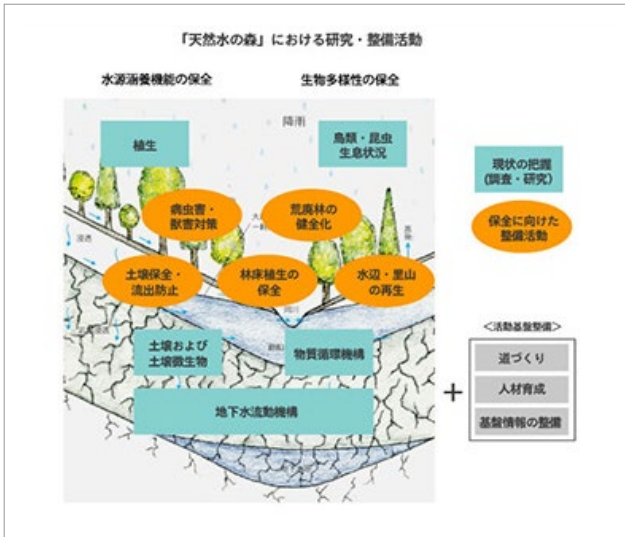 「天然水の森」における研究・整備活動
水源涵養機能の保全
生物多様性の保全
降雨
植生
鳥類・昆虫
生息状況
病虫害・
獣害対策
荒廃林の
健全化
浸透
土壌保全・
流出防止
林床植生の
保全
水辺・里山
の再生
土壌および
土壌微生物
物質循環機構
地下水流動機構
現状の把握
(調査・研究)
保全に向けた
整備活動
<活動基盤整備>
+
道づくり
人材育成
基盤情報の整備